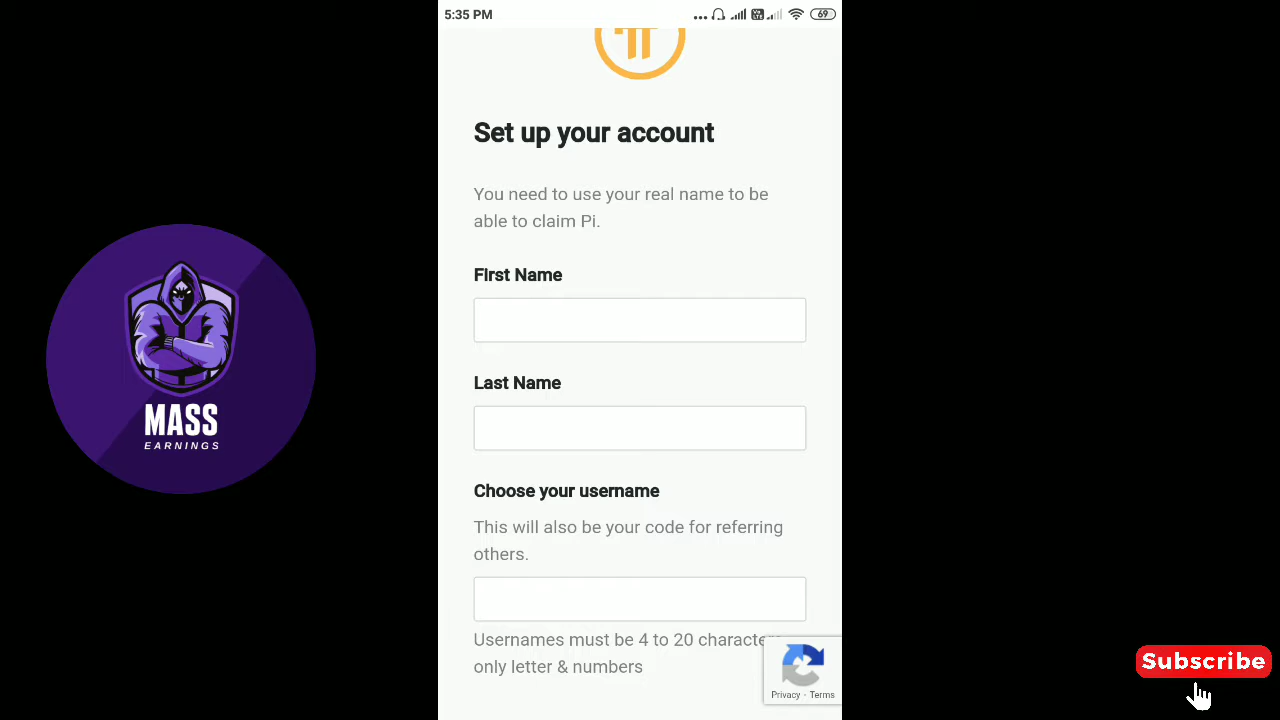 5:35 PM
69
Set up your account
You need to use your real name to be
able to claim Pi.
First Name
Last Name
MASS
EARNINGS
Choose your username
This will also be your code for referring
others.
Usernames must be 4 to 20 characters
only letter & numbers
Privacy - Terms
Subscribe